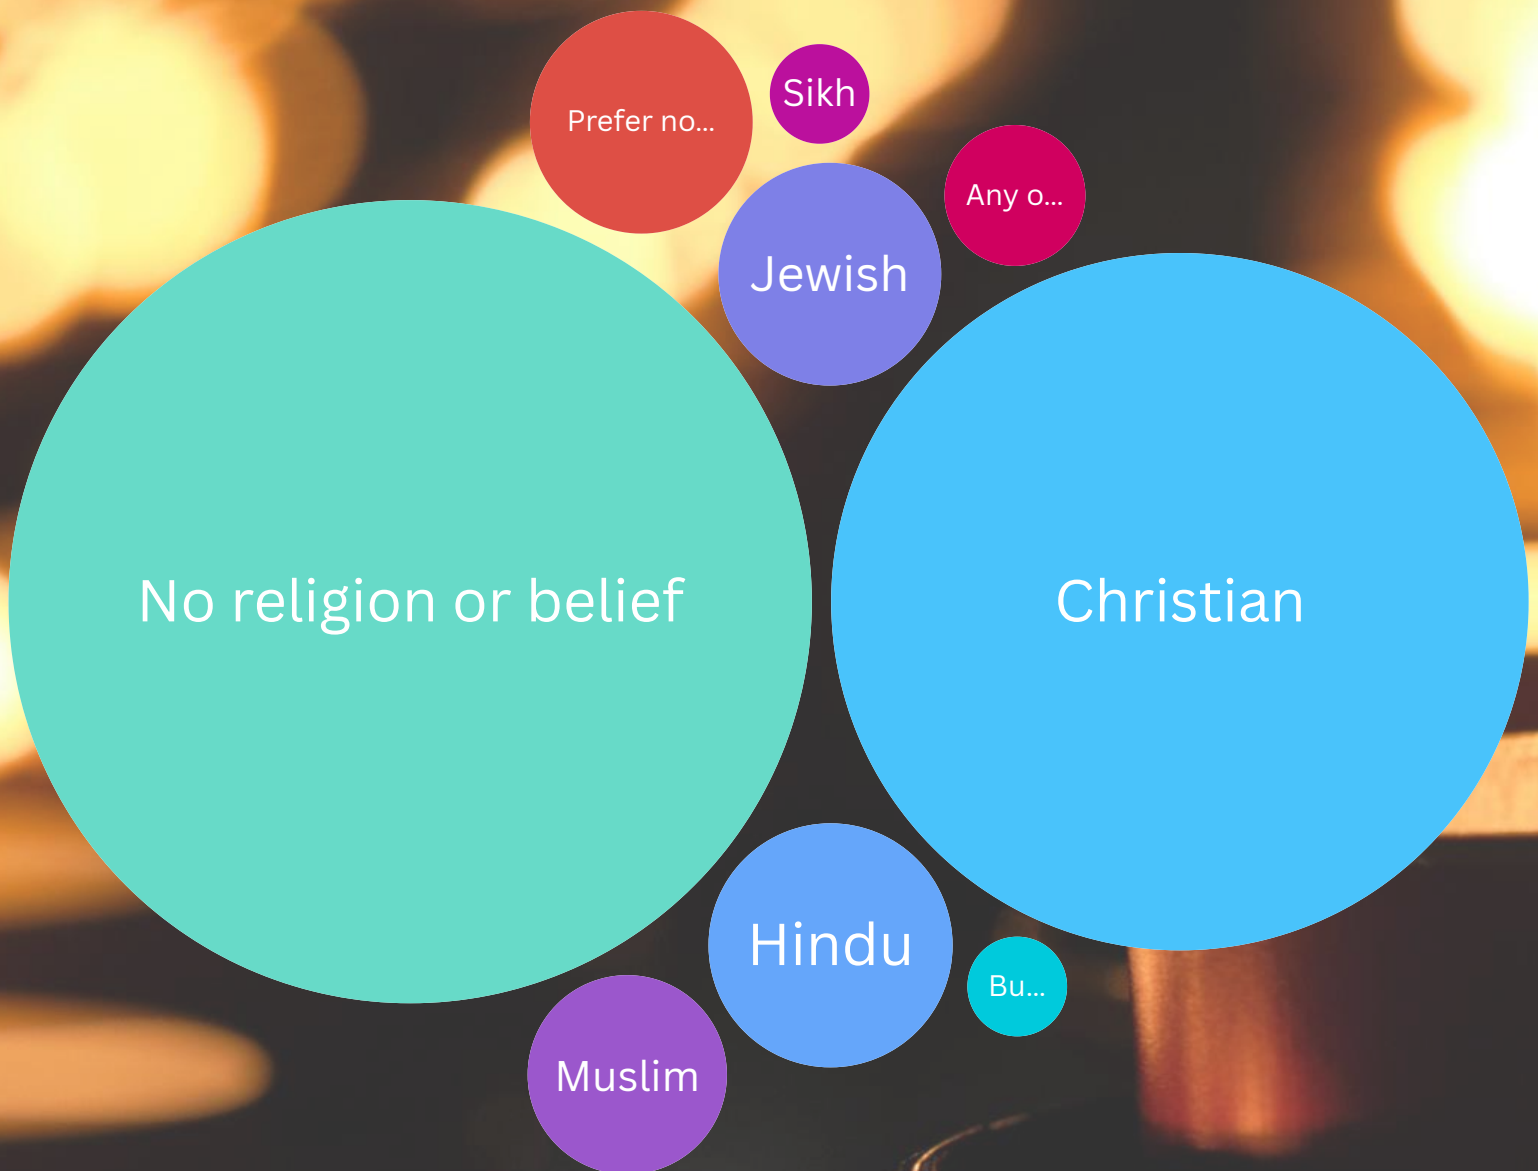 Sikh
Prefer no...
Any o...
Jewish
No religion or belief
Christian
Hindu
Bu...
Muslim